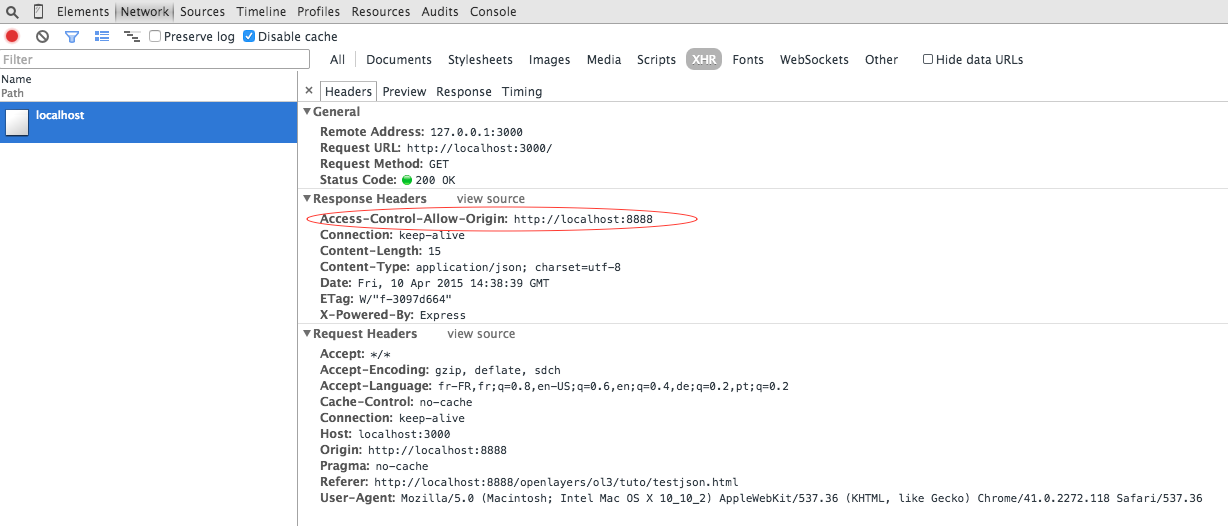 Elements Network Sources Timeline Profiles Resources Audits Console
Preserve log Disable cache
Filter All Documents Stylesheets Images Media Scripts XHR Fonts WebSockets Other Hide data URLs
Name
Path
localhost
× Headers Preview Response Timing
General
Remote Address: 127.0.0.1:3000
Request URL: http://localhost:3000/
Request Method: GET
Status Code: 200 OK
Response Headers view source
Access-Control-Allow-Origin: http://localhost:8888
Connection: keep-alive
Content-Length: 15
Content-Type: application/json; charset=utf-8
Date: Fri, 10 Apr 2015 14:38:39 GMT
ETag: W/"f-3097d664"
X-Powered-By: Express
Request Headers view source
Accept: */*
Accept-Encoding: gzip, deflate, sdch
Accept-Language: fr-FR,fr;q=0.8,en-US;q=0.6,en;q=0.4,de;q=0.2,pt;q=0.2
Cache-Control: no-cache
Connection: keep-alive
Host: localhost:3000
Origin: http://localhost:8888
Pragma: no-cache
Referer: http://localhost:8888/openlayers/ol3/tuto/testjson.html
User-Agent: Mozilla/5.0 (Macintosh; Intel Mac OS X 10_10_2) AppleWebKit/537.36 (KHTML, like Gecko) Chrome/41.0.2272.118 Safari/537.36